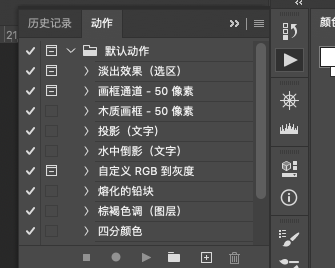 历史记录 动作
21
颜色
默认动作
淡出效果（选区）
画框通道 - 50 像素
木质画框 - 50 像素
投影（文字）
水中倒影（文字）
自定义 RGB 到灰度
熔化的铅块
棕褐色调（图层）
四分颜色